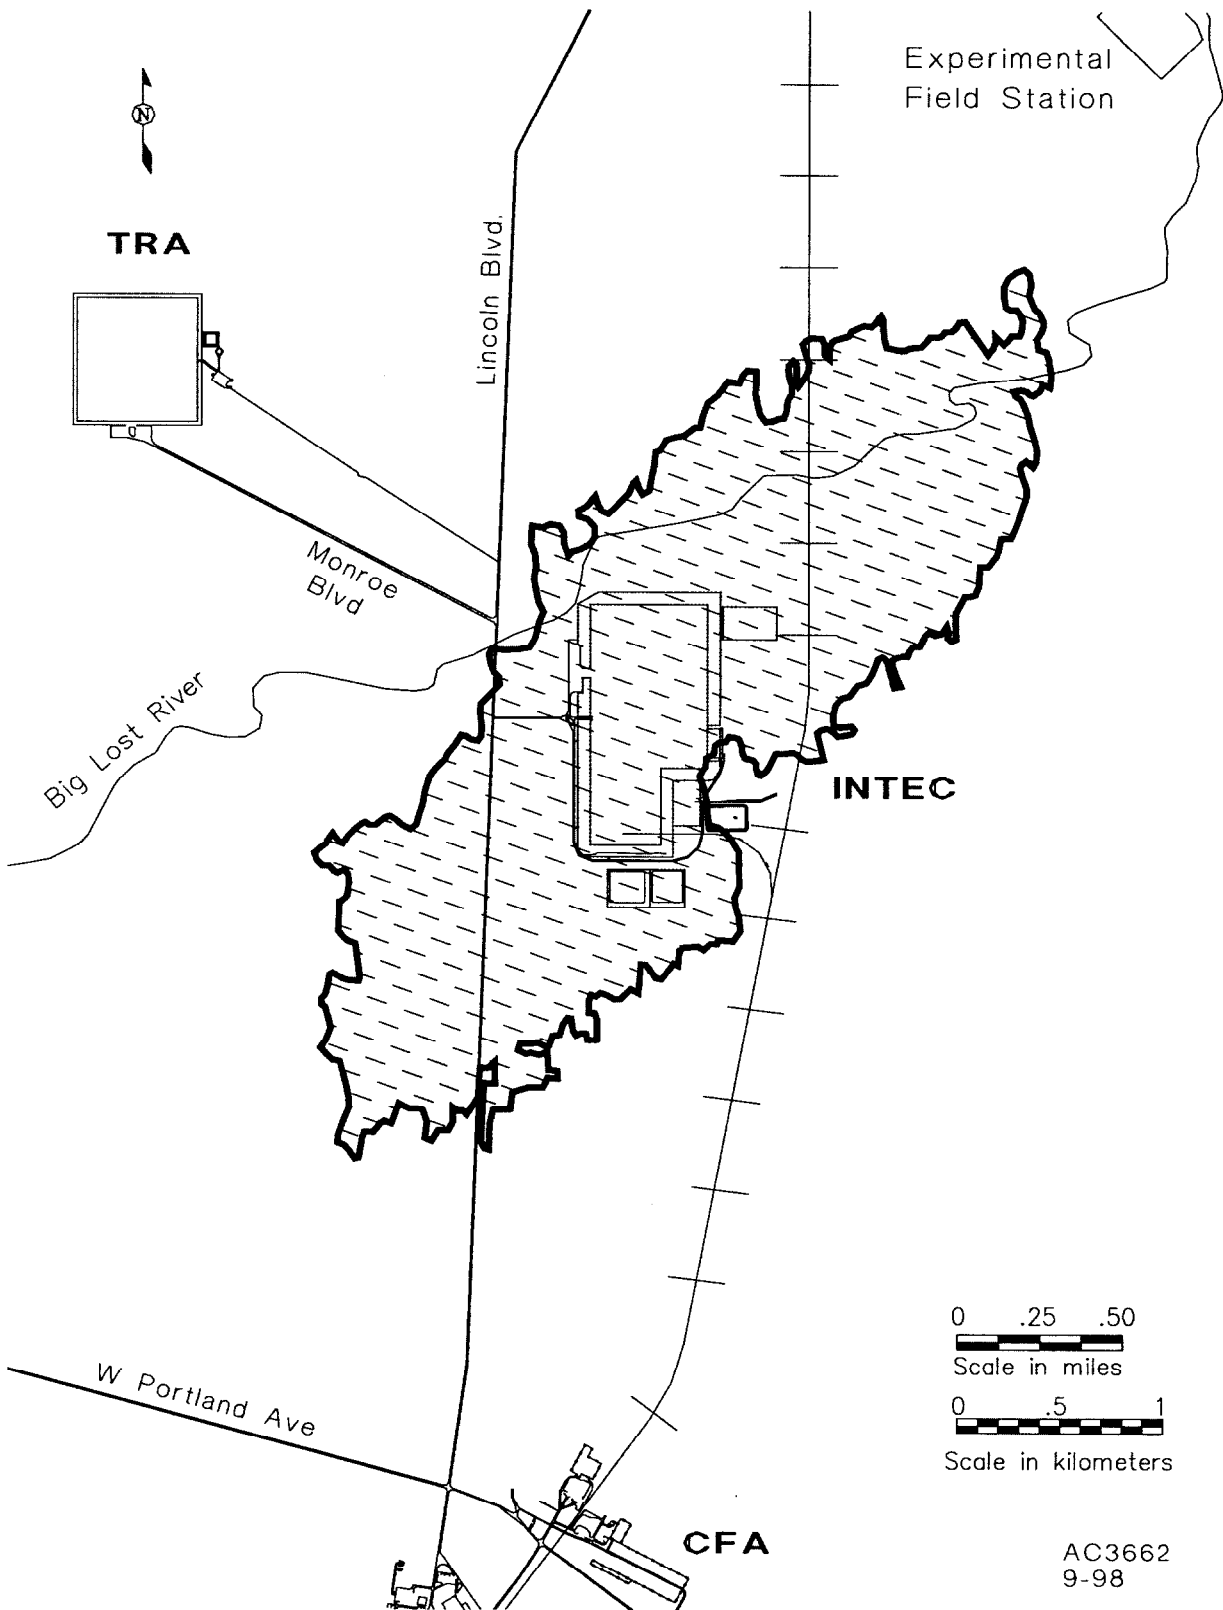 Experimental
Field Station
N
TRA
Lincoln Blvd.
Monroe
Blvd
Big Lost River
INTEC
0 .25 .50
Scale in miles
W Portland Ave
0 .5 1
Scale in kilometers
CFA
AC3662
9-98